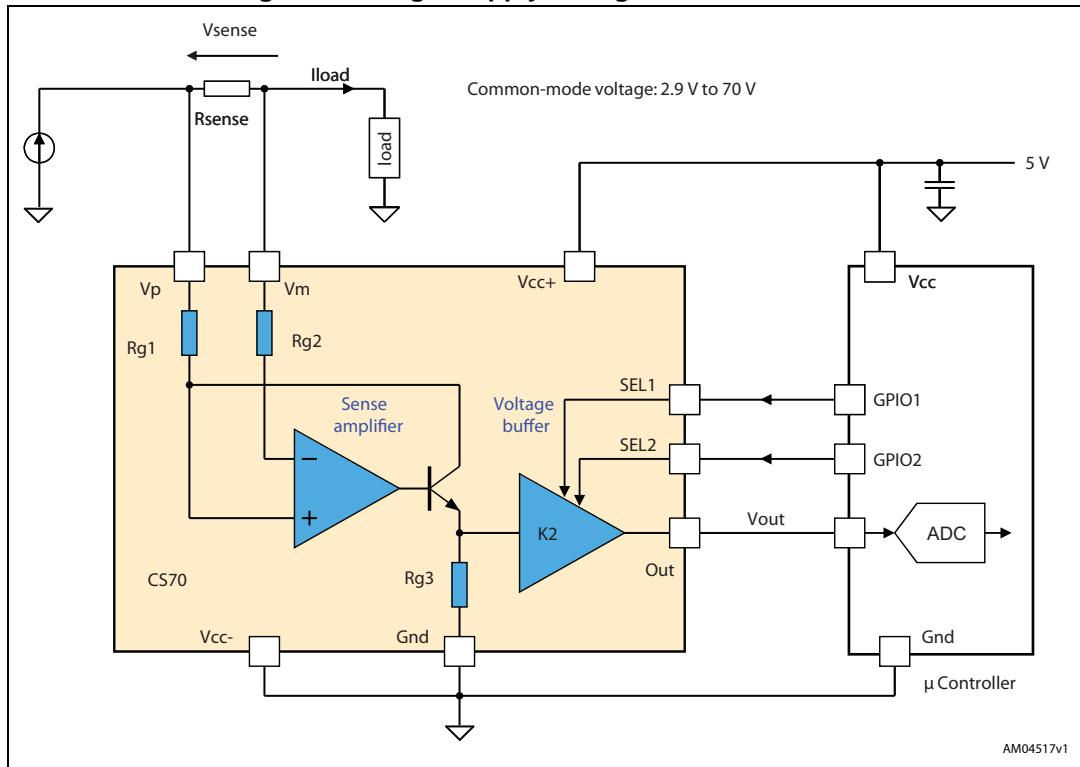 Vsense
Iload
Rsense
load
Common-mode voltage: 2.9 V to 70 V
5 V
Vp
Vm
Vcc+
Vcc
Rg1
Rg2
SEL1
GPIO1
Sense
amplifier
Voltage
buffer
SEL2
GPIO2
K2
Vout
ADC
Out
Rg3
CS70
Vcc-
Gnd
Gnd
µ Controller
AM04517v1